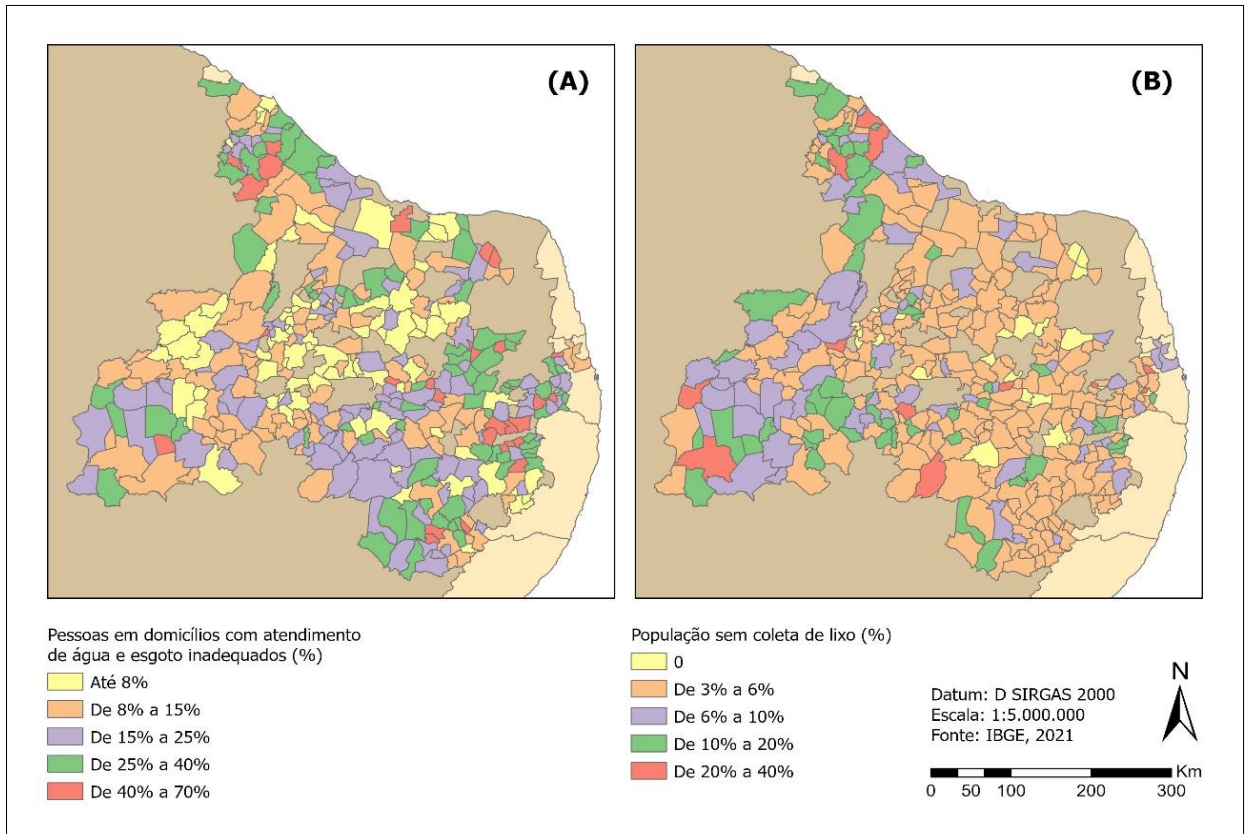 (A)
(B)
Pessoas em domicílios com atendimento
de água e esgoto inadequados (%)
Até 8%
De 8% a 15%
De 15% a 25%
De 25% a 40%
De 40% a 70%
População sem coleta de lixo (%)
0
De 3% a 6%
De 6% a 10%
De 10% a 20%
De 20% a 40%
Datum: D SIRGAS 2000
Escala: 1:5.000.000
Fonte: IBGE, 2021
N
Km
0 50 100 200 300